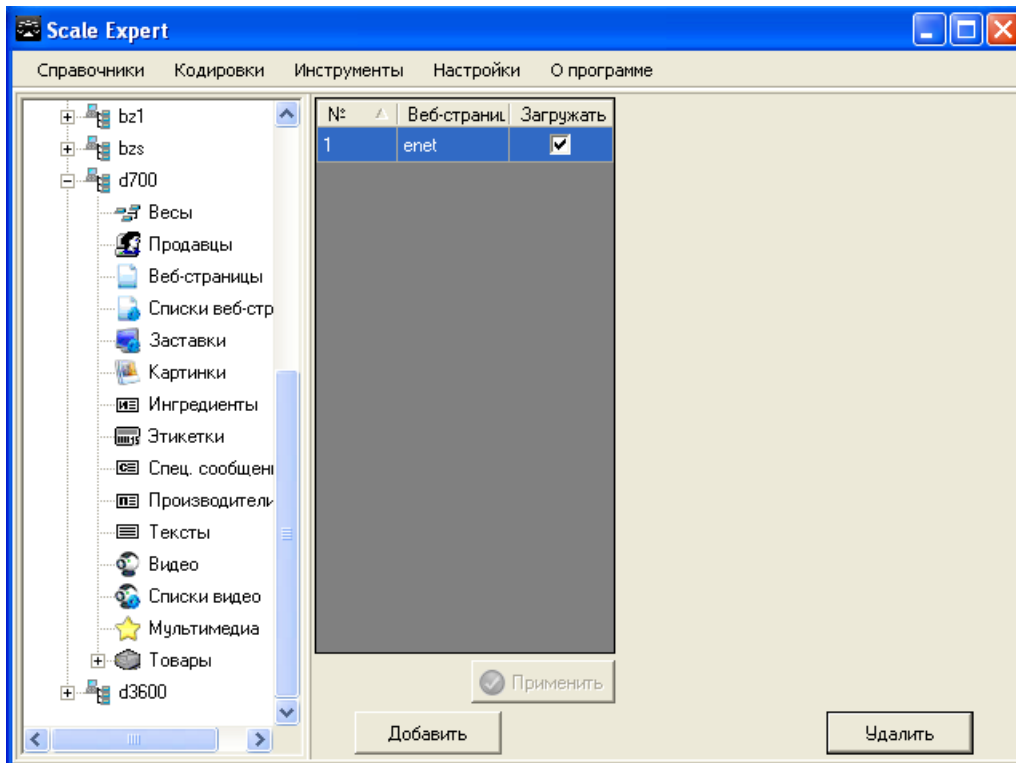 Scale Expert
Справочники Кодировки Инструменты Настройки О программе
№ Веб-страниц Загружать
1 enet
bz1
bzs
d700
Весы
Продавцы
Веб-страницы
Списки веб-стр
Заставки
Картинки
Ингредиенты
Этикетки
Спец. сообщен
Производители
Тексты
Видео
Списки видео
Мультимедиа
Товары
d3600
Применить
Добавить Удалить